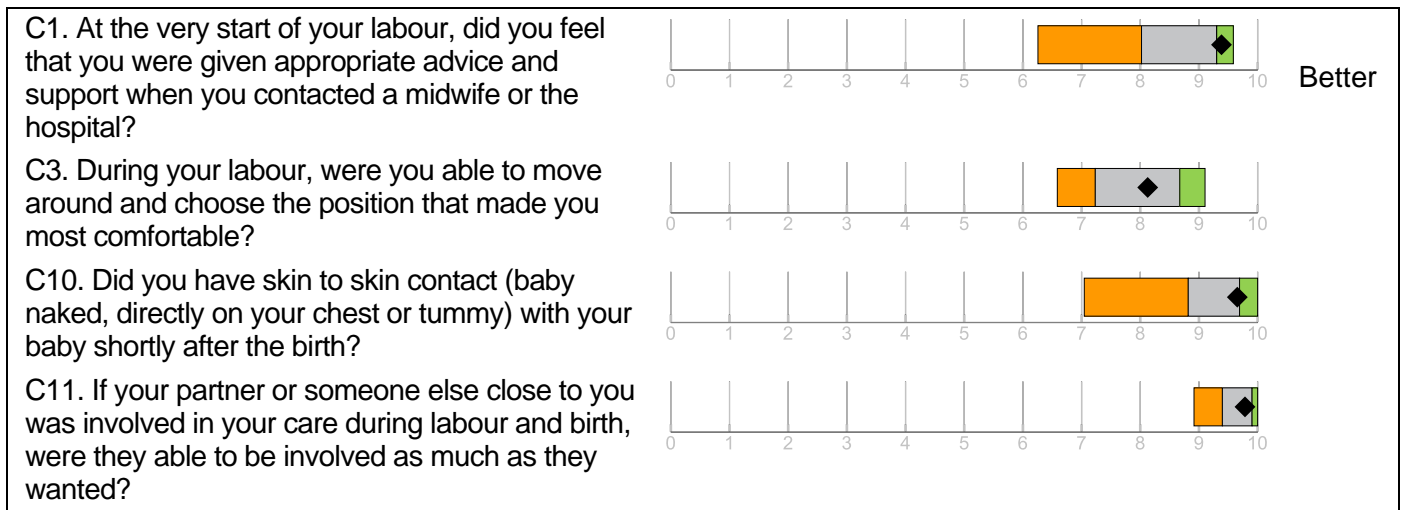 C1. At the very start of your labour, did you feel
that you were given appropriate advice and
support when you contacted a midwife or the
hospital?
0 1 2 3 4 5 6 7 8 9 10
Better
C3. During your labour, were you able to move
around and choose the position that made you
most comfortable?
0 1 2 3 4 5 6 7 8 9 10
C10. Did you have skin to skin contact (baby
naked, directly on your chest or tummy) with your
baby shortly after the birth?
0 1 2 3 4 5 6 7 8 9 10
C11. If your partner or someone else close to you
was involved in your care during labour and birth,
were they able to be involved as much as they
wanted?
0 1 2 3 4 5 6 7 8 9 10